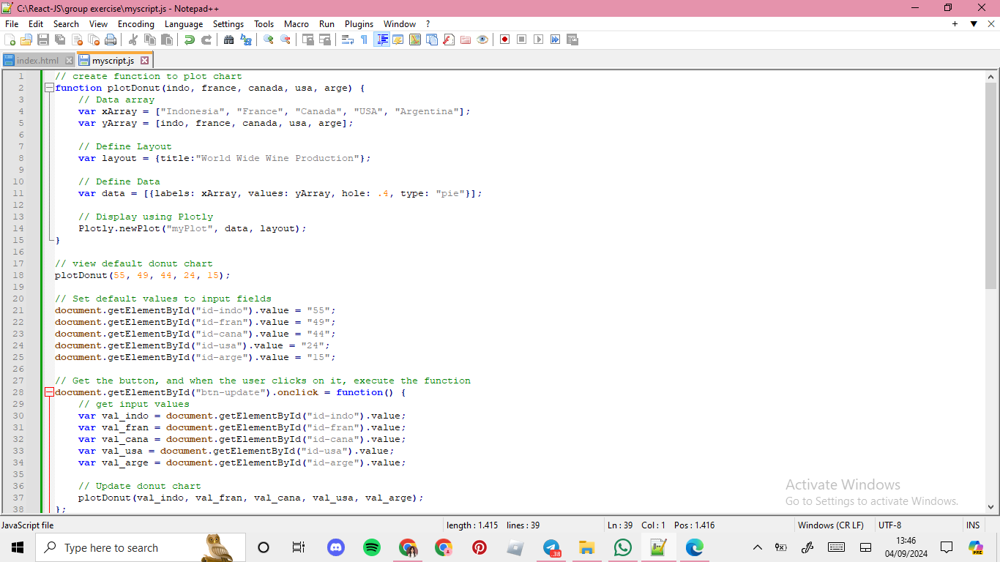 C:\React-JS\group exercise\myscript.js - Notepad++
File Edit Search View Encoding Language Settings Tools Macro Run Plugins Window ?
index.html myscript.js
1 // create function to plot chart
2 function plotDonut(indo, france, canada, usa, arge) {
3 // Data array
4 var xArray = ["Indonesia", "France", "Canada", "USA", "Argentina"];
5 var yArray = [indo, france, canada, usa, arge];
6
7 // Define Layout
8 var layout = {title:"World Wide Wine Production"};
9
10 // Define Data
11 var data = [{labels: xArray, values: yArray, hole: .4, type: "pie"}];
12
13 // Display using Plotly
14 Plotly.newPlot("myPlot", data, layout);
15 }
16
17 // view default donut chart
18 plotDonut(55, 49, 44, 24, 15);
19
20 // Set default values to input fields
21 document.getElementById("id-indo").value = "55";
22 document.getElementById("id-fran").value = "49";
23 document.getElementById("id-cana").value = "44";
24 document.getElementById("id-usa").value = "24";
25 document.getElementById("id-arge").value = "15";
26
27 // Get the button, and when the user clicks on it, execute the function
28 document.getElementById("btn-update").onclick = function() {
29 // get input values
30 var val_indo = document.getElementById("id-indo").value;
31 var val_fran = document.getElementById("id-fran").value;
32 var val_cana = document.getElementById("id-cana").value;
33 var val_usa = document.getElementById("id-usa").value;
34 var val_arge = document.getElementById("id-arge").value;
35
36 // Update donut chart
37 plotDonut(val_indo, val_fran, val_cana, val_usa, val_arge);
38 };
Activate Windows
Go to Settings to activate Windows.
JavaScript file length : 1.415 lines : 39 Ln : 39 Col : 1 Pos : 1.416 Windows (CR LF) UTF-8 INS
Type here to search
.38
13:46
04/09/2024
PRE